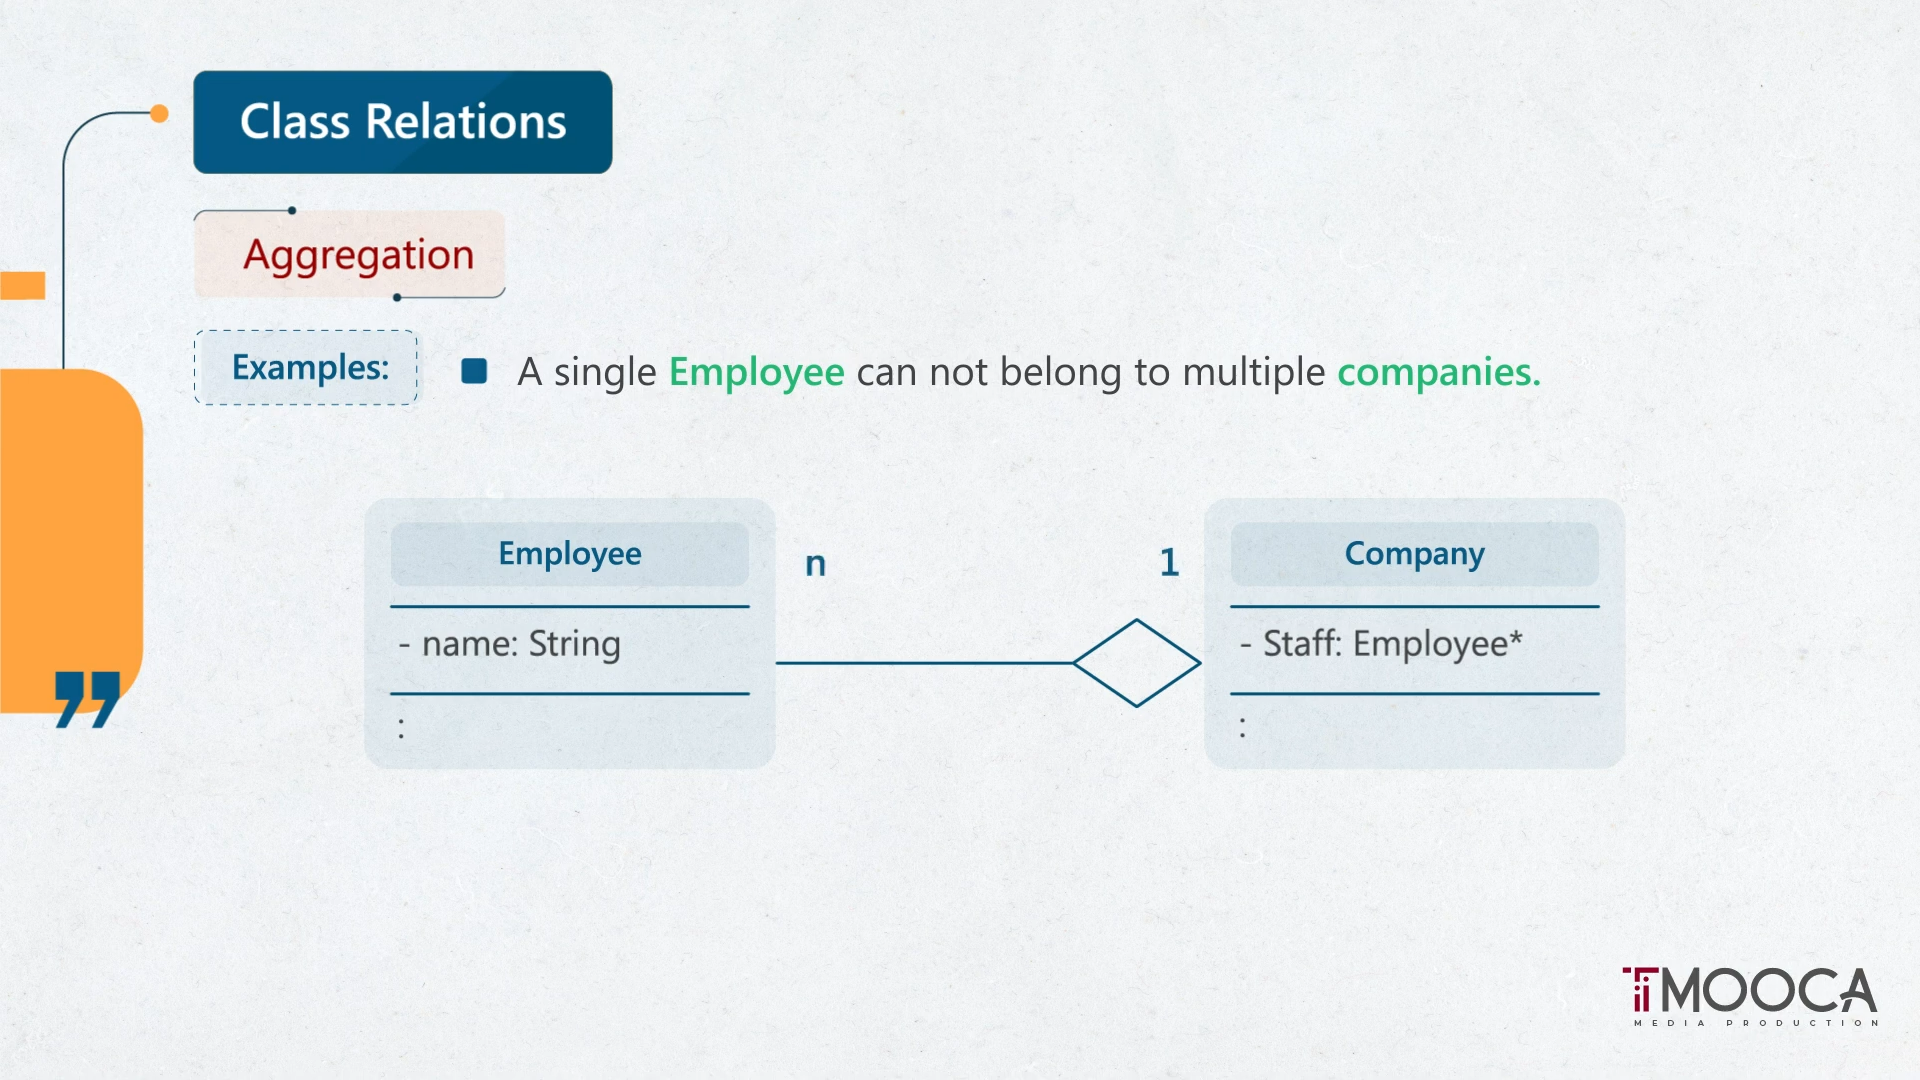 Class Relations
Aggregation
Examples:
A single Employee can not belong to multiple companies.
Employee
n
1
Company
- name: String
- Staff: Employee*
:
:
TMOOCA
MEDIA PRODUCTION